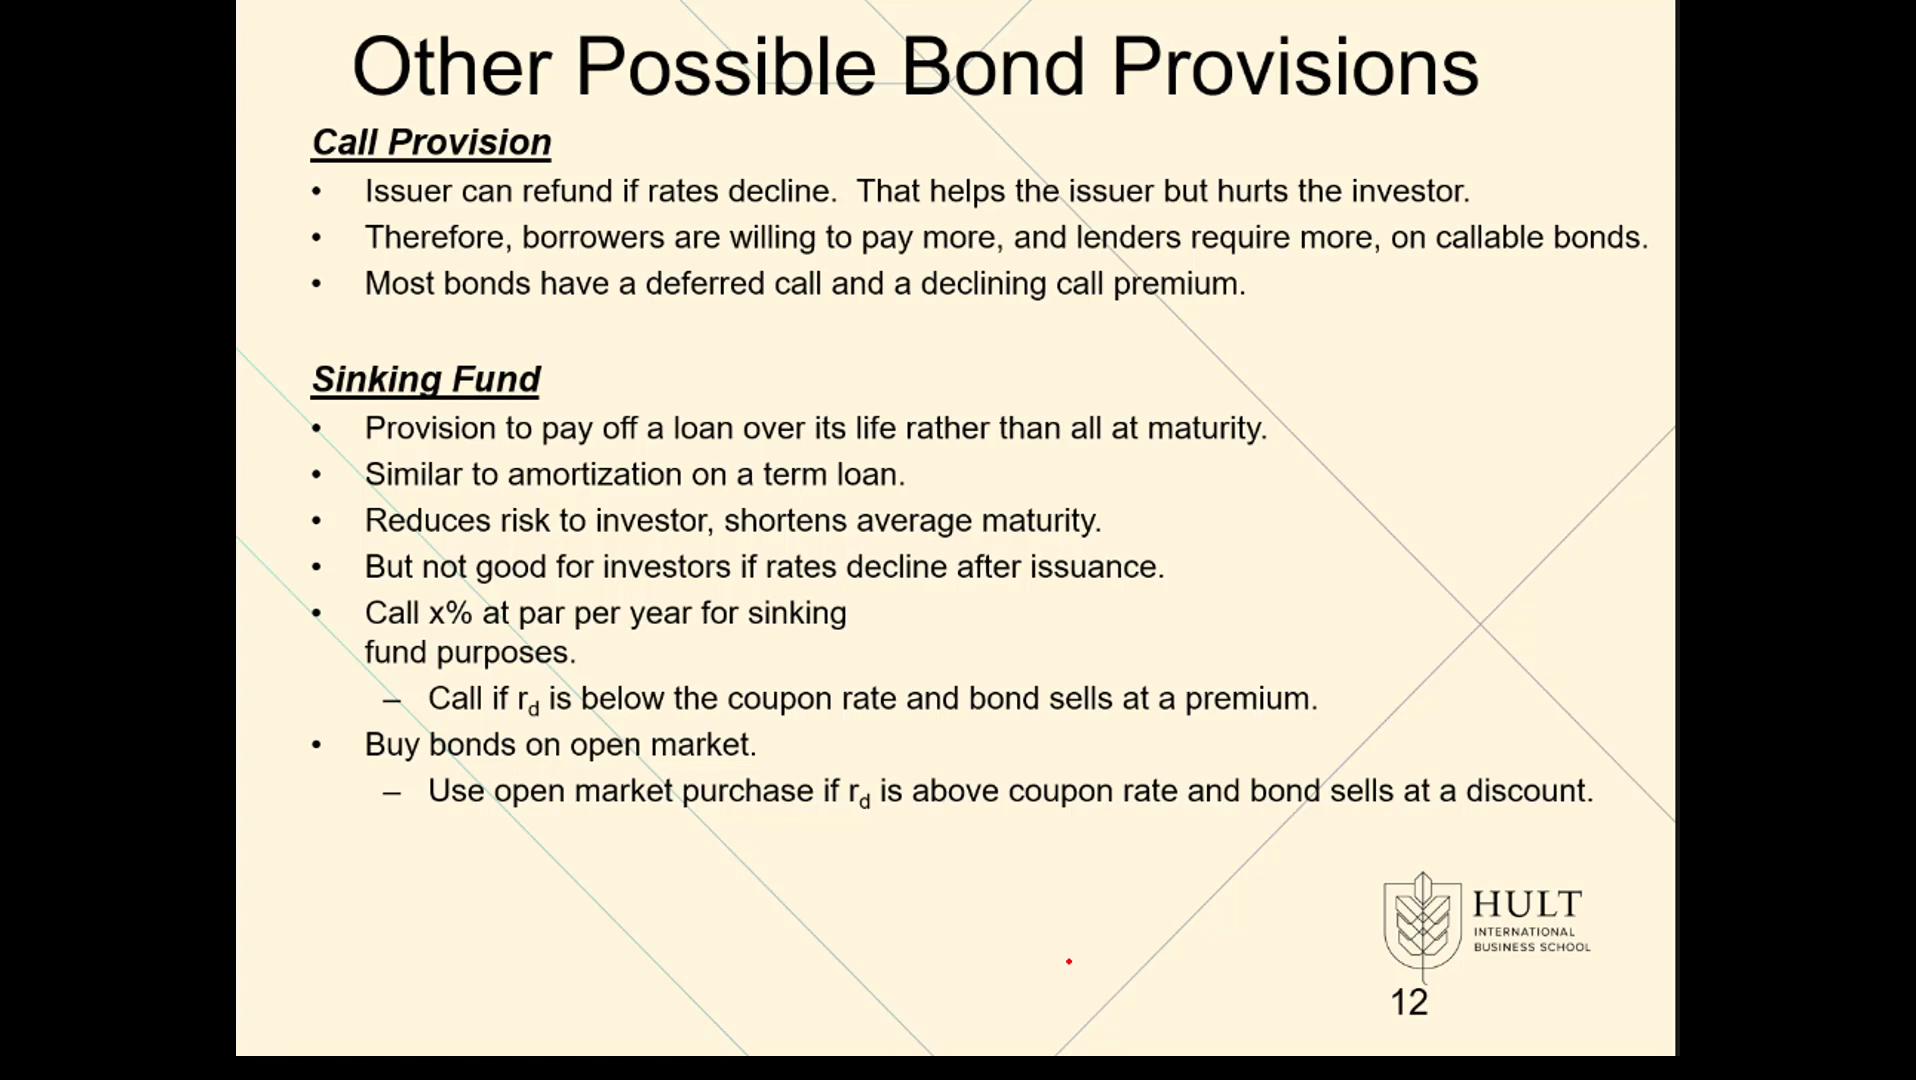 Other Possible Bond Provisions
Call Provision
• Issuer can refund if rates decline.  That helps the issuer but hurts the investor.
• Therefore, borrowers are willing to pay more, and lenders require more, on callable bonds.
• Most bonds have a deferred call and a declining call premium.
Sinking Fund
• Provision to pay off a loan over its life rather than all at maturity.
• Similar to amortization on a term loan.
• Reduces risk to investor, shortens average maturity.
• But not good for investors if rates decline after issuance.
• Call x% at par per year for sinking
fund purposes.
– Call if rd is below the coupon rate and bond sells at a premium.
• Buy bonds on open market.
– Use open market purchase if rd is above coupon rate and bond sells at a discount.
HULT
INTERNATIONAL
BUSINESS SCHOOL
12